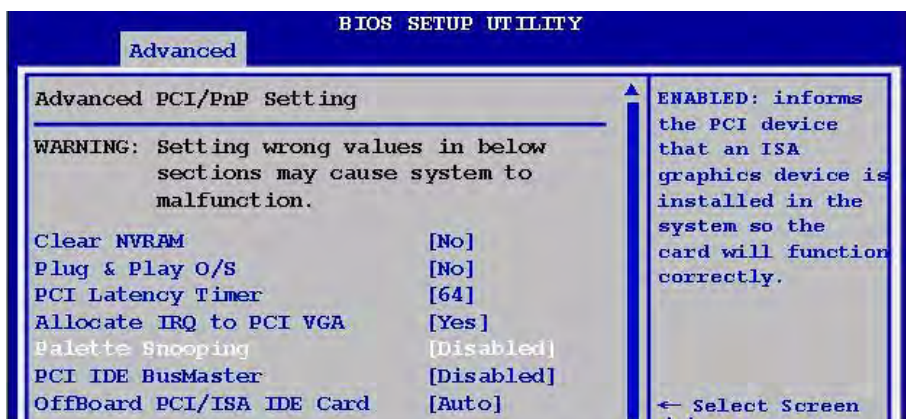 BIOS SETUP UTILITY
Advanced
Advanced PCI/PnP Setting
WARNING: Setting wrong values in below
sections may cause system to
malfunction.
Clear NVRAM [No]
Plug & Play O/S [No]
PCI Latency Timer [64]
Allocate IRQ to PCI VGA [Yes]
Palette Snooping [Disabled]
PCI IDE BusMaster [Disabled]
OffBoard PCI/ISA IDE Card [Auto]
ENABLED: informs
the PCI device
that an ISA
graphics device is
installed in the
system so the
card will function
correctly.
← Select Screen